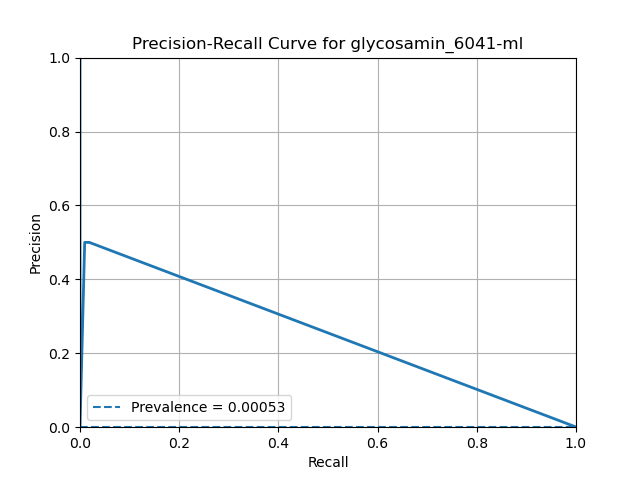 Precision-Recall Curve for glycosamin_6041-ml
1.0
0.8
0.6
0.4
0.2
0.0
Precision
Prevalence = 0.00053
0.0 0.2 0.4 0.6 0.8 1.0
Recall